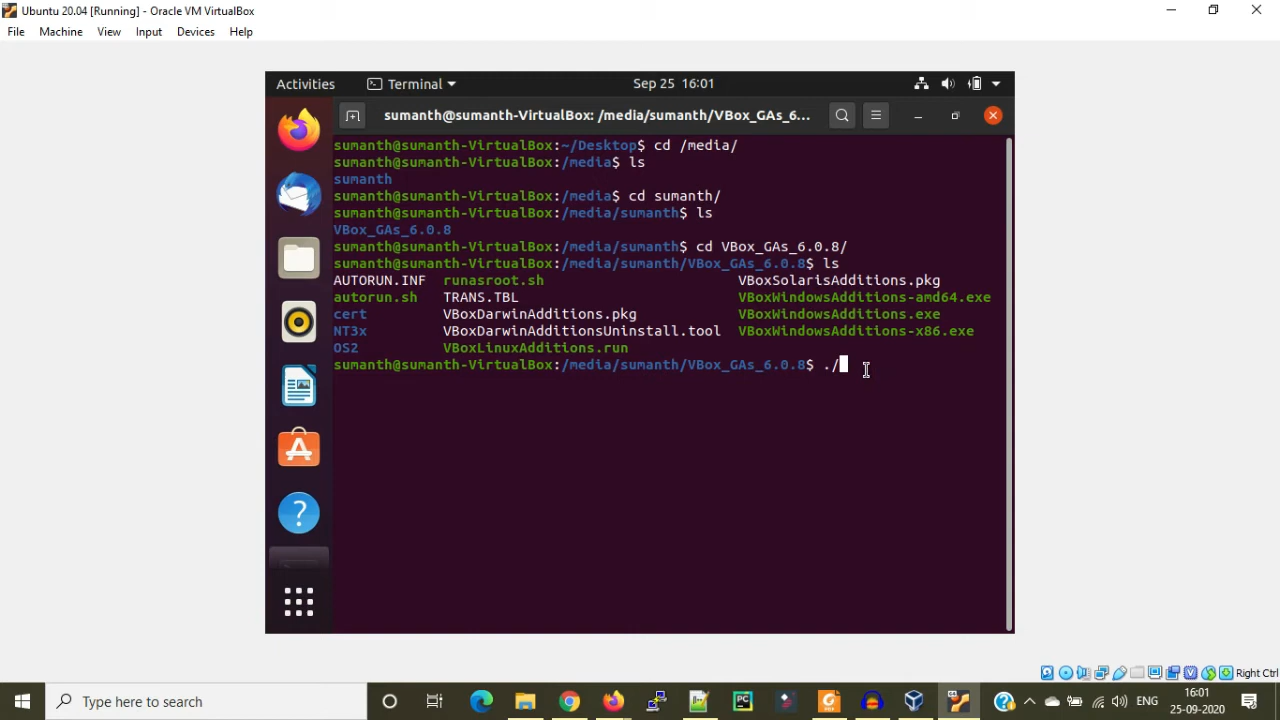 Ubuntu 20.04 [Running] - Oracle VM VirtualBox
File Machine View Input Devices Help
Activities Terminal Sep 25 16:01
sumanth@sumanth-VirtualBox: /media/sumanth/VBox_GAs_6...
sumanth@sumanth-VirtualBox:~/Desktop$ cd /media/
sumanth@sumanth-VirtualBox:/media$ ls
sumanth
sumanth@sumanth-VirtualBox:/media$ cd sumanth/
sumanth@sumanth-VirtualBox:/media/sumanth$ ls
VBox_GAs_6.0.8
sumanth@sumanth-VirtualBox:/media/sumanth$ cd VBox_GAs_6.0.8/
sumanth@sumanth-VirtualBox:/media/sumanth/VBox_GAs_6.0.8$ ls
AUTORUN.INF runasroot.sh VBoxSolarisAdditions.pkg
autorun.sh TRANS.TBL VBoxWindowsAdditions-amd64.exe
cert VBoxDarwinAdditions.pkg VBoxWindowsAdditions.exe
NT3x VBoxDarwinAdditionsUninstall.tool VBoxWindowsAdditions-x86.exe
OS2 VBoxLinuxAdditions.run
sumanth@sumanth-VirtualBox:/media/sumanth/VBox_GAs_6.0.8$ ./
Right Ctrl
Type here to search
PC
ENG
16:01
25-09-2020